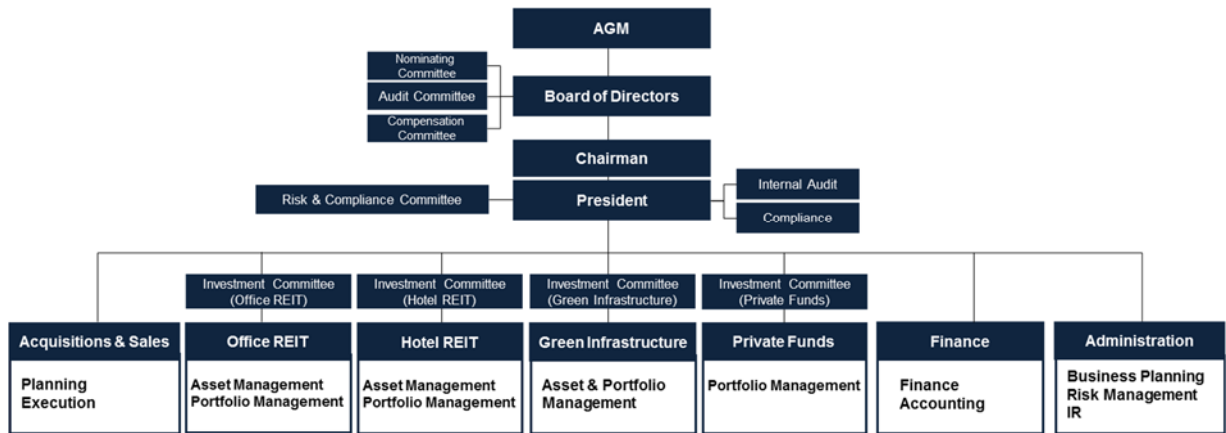 AGM
Nominating
Committee
Audit Committee
Compensation
Committee
Board of Directors
Chairman
President
Risk & Compliance Committee
Internal Audit
Compliance
Investment Committee
(Office REIT)
Investment Committee
(Hotel REIT)
Investment Committee
(Green Infrastructure)
Investment Committee
(Private Funds)
Acquisitions & Sales
Planning
Execution
Office REIT
Asset Management
Portfolio Management
Hotel REIT
Asset Management
Portfolio Management
Green Infrastructure
Asset & Portfolio
Management
Private Funds
Portfolio Management
Finance
Finance
Accounting
Administration
Business Planning
Risk Management
IR